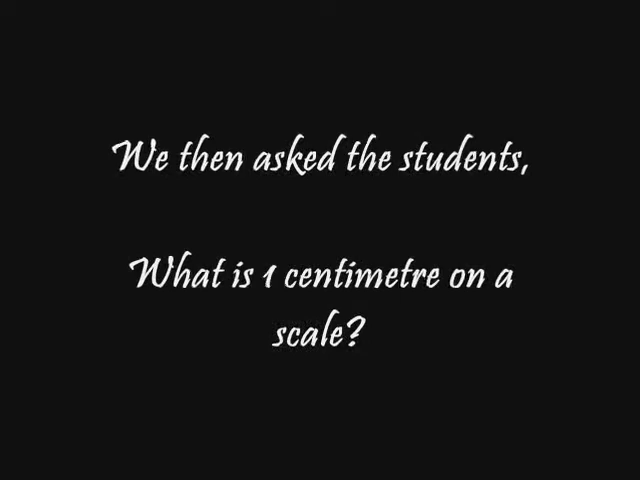 We then asked the students,
What is 1 centimetre on a
scale?